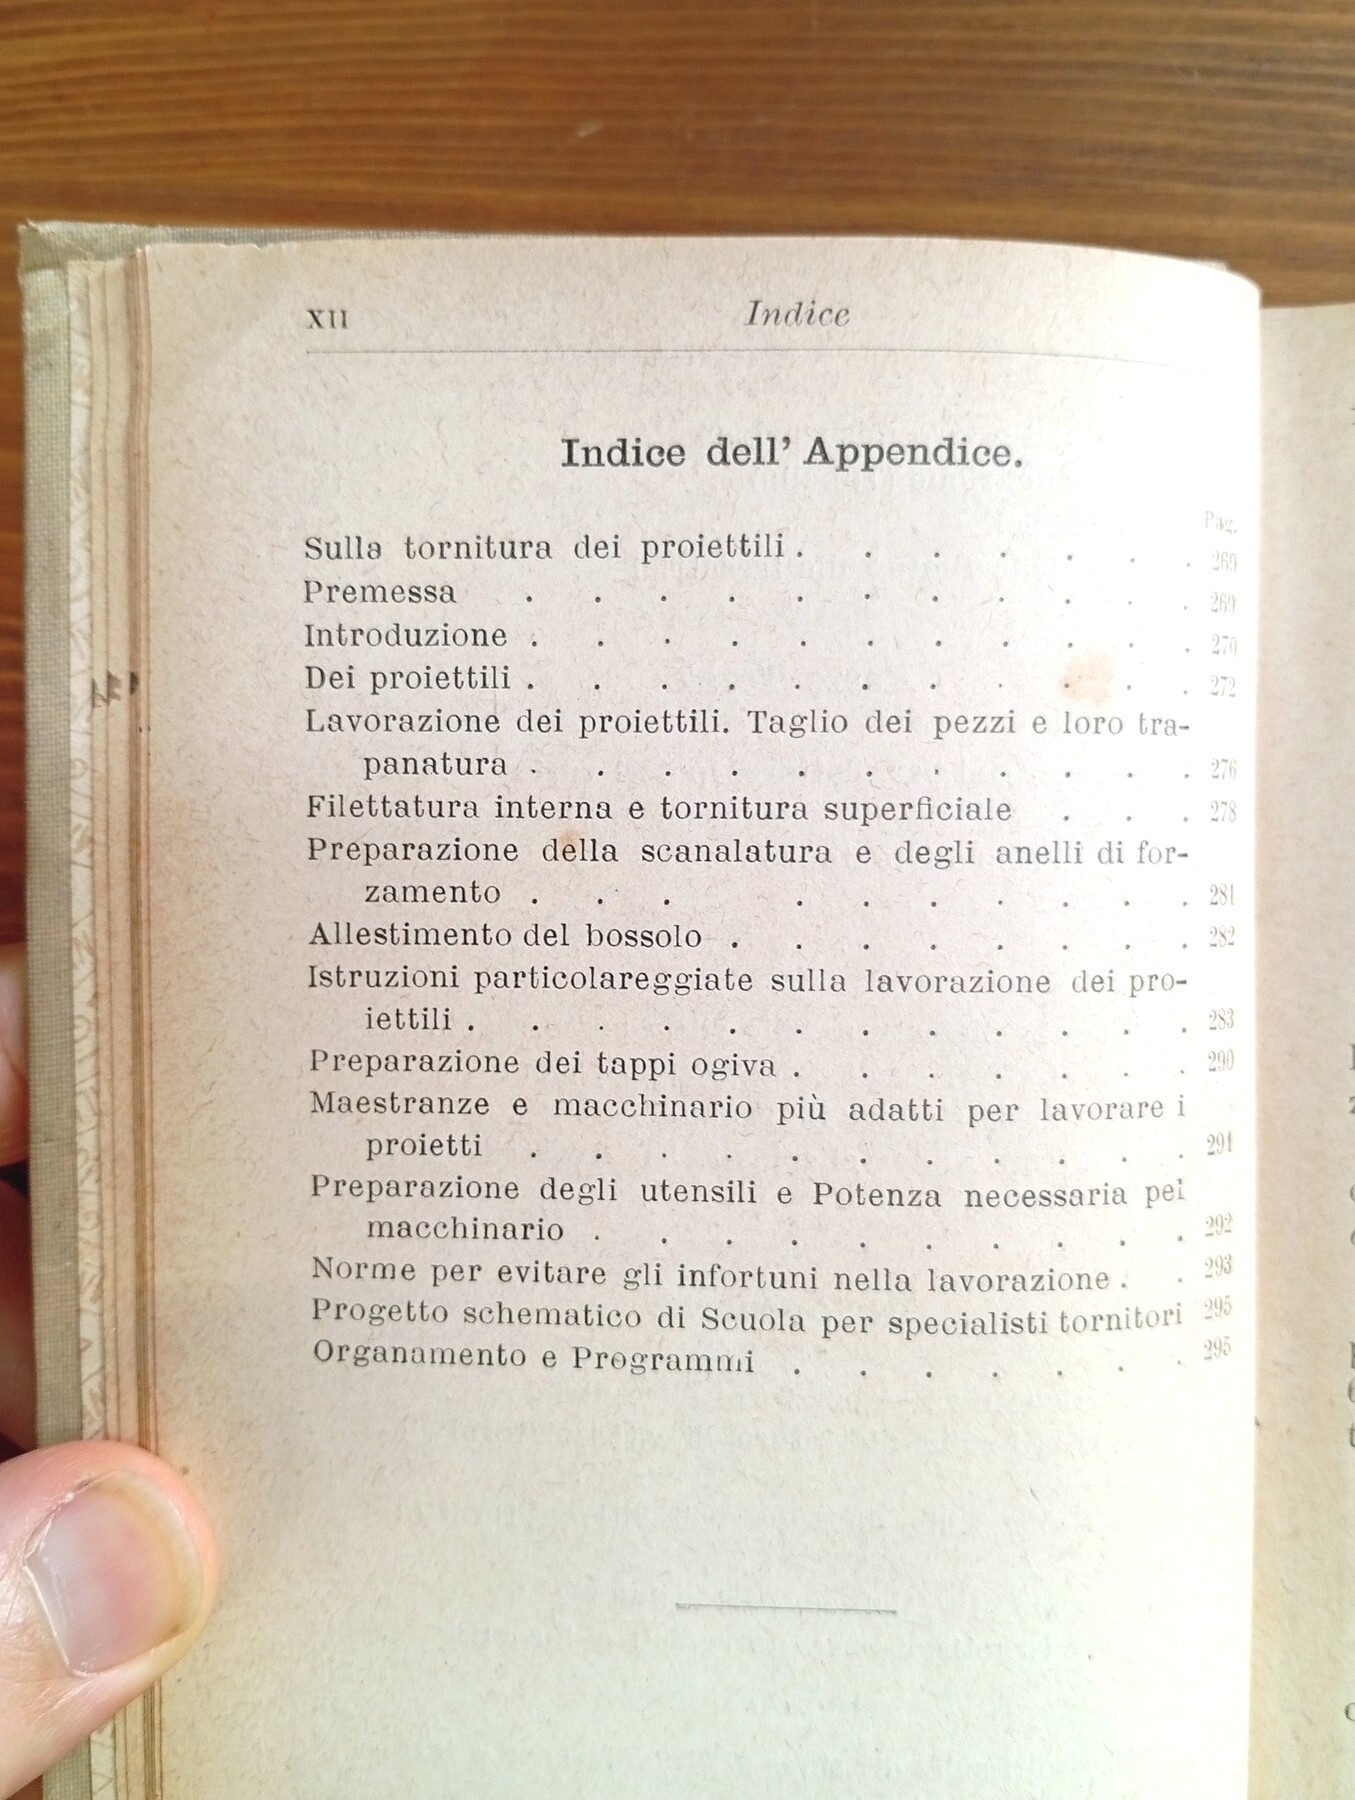 XII Indice
Indice dell' Appendice.
Pag.
Sulla tornitura dei proiettili . . . . . . . 269
Premessa . . . . . . . . . . . 269
Introduzione . . . . . . . . . . . 270
Dei proiettili . . . . . . . . . . . 272
Lavorazione dei proiettili. Taglio dei pezzi e loro tra-
panatura . . . . . . . . . . . 276
Filettatura interna e tornitura superficiale . . . 278
Preparazione della scanalatura e degli anelli di for-
zamento . . . . . . . . . . 281
Allestimento del bossolo . . . . . . . . 282
Istruzioni particolareggiate sulla lavorazione dei pro-
iettili . . . . . . . . . . . . 283
Preparazione dei tappi ogiva . . . . . . . 290
Maestranze e macchinario più adatti per lavorare i
proietti . . . . . . . . . . . 291
Preparazione degli utensili e Potenza necessaria pel
macchinario . . . . . . . . . . 292
Norme per evitare gli infortuni nella lavorazione . . 293
Progetto schematico di Scuola per specialisti tornitori 295
Organamento e Programmi . . . . . . . 295